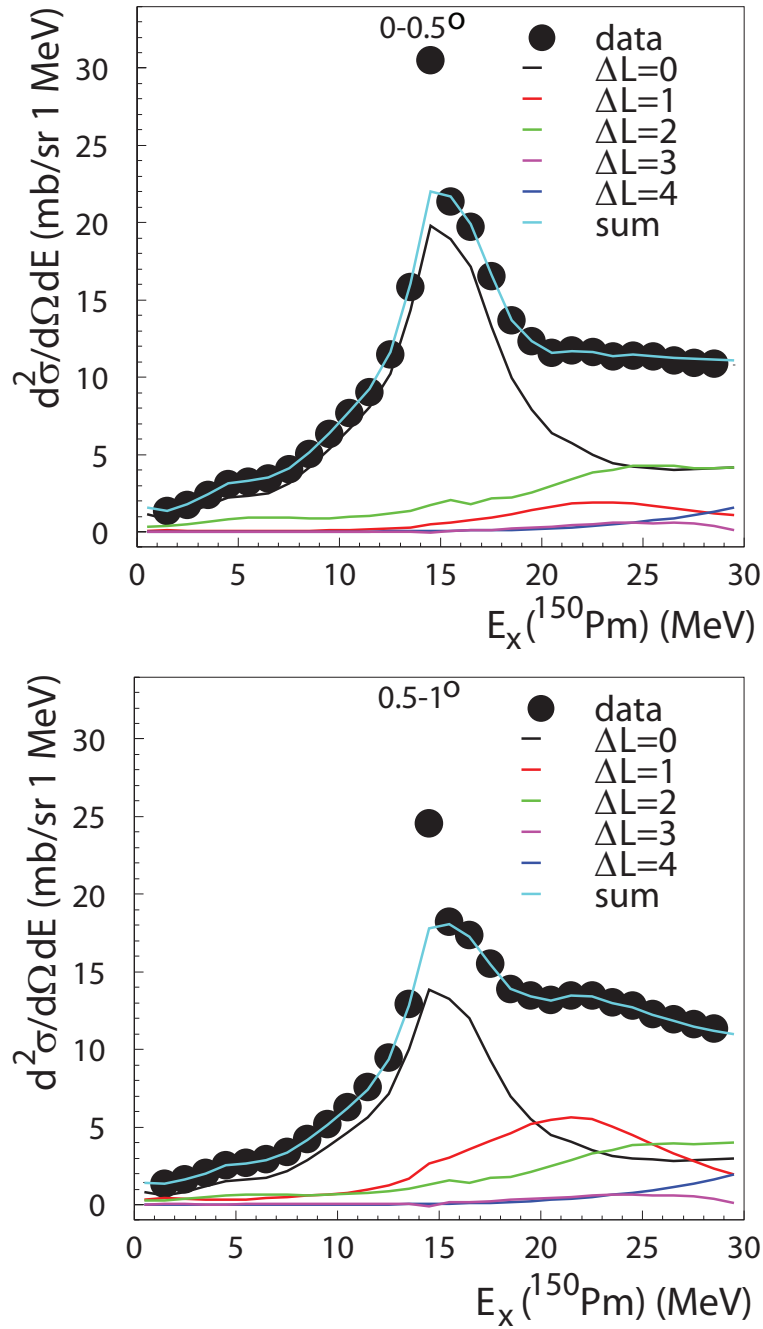 0-0.5⁰
data
ΔL=0
ΔL=1
ΔL=2
ΔL=3
ΔL=4
sum
d²σ/dΩdE (mb/sr 1 MeV)
30
25
20
15
10
5
0
0 5 10 15 20 25 30
Eₓ(¹⁵⁰Pm) (MeV)
0.5-1⁰
data
ΔL=0
ΔL=1
ΔL=2
ΔL=3
ΔL=4
sum
d²σ/dΩdE (mb/sr 1 MeV)
30
25
20
15
10
5
0
0 5 10 15 20 25 30
Eₓ(¹⁵⁰Pm) (MeV)